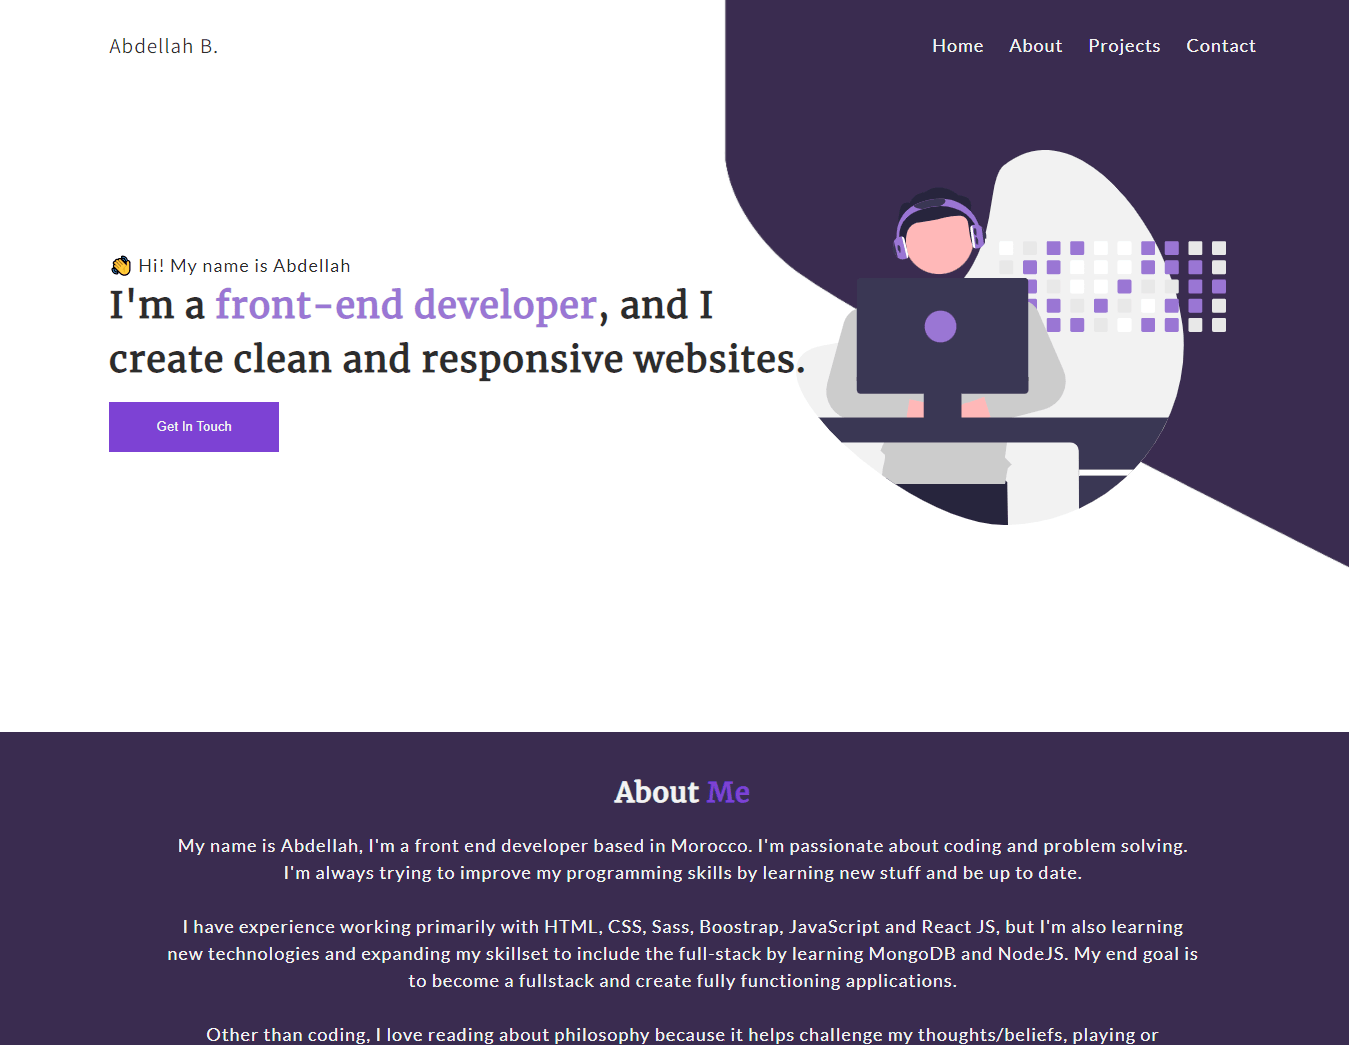 Abdellah B.
Home About Projects Contact
👋 Hi! My name is Abdellah
I'm a front-end developer, and I
create clean and responsive websites.
Get In Touch
About Me
My name is Abdellah, I'm a front end developer based in Morocco. I'm passionate about coding and problem solving.
I'm always trying to improve my programming skills by learning new stuff and be up to date.
I have experience working primarily with HTML, CSS, Sass, Boostrap, JavaScript and React JS, but I'm also learning
new technologies and expanding my skillset to include the full-stack by learning MongoDB and NodeJS. My end goal is
to become a fullstack and create fully functioning applications.
Other than coding, I love reading about philosophy because it helps challenge my thoughts/beliefs, playing or